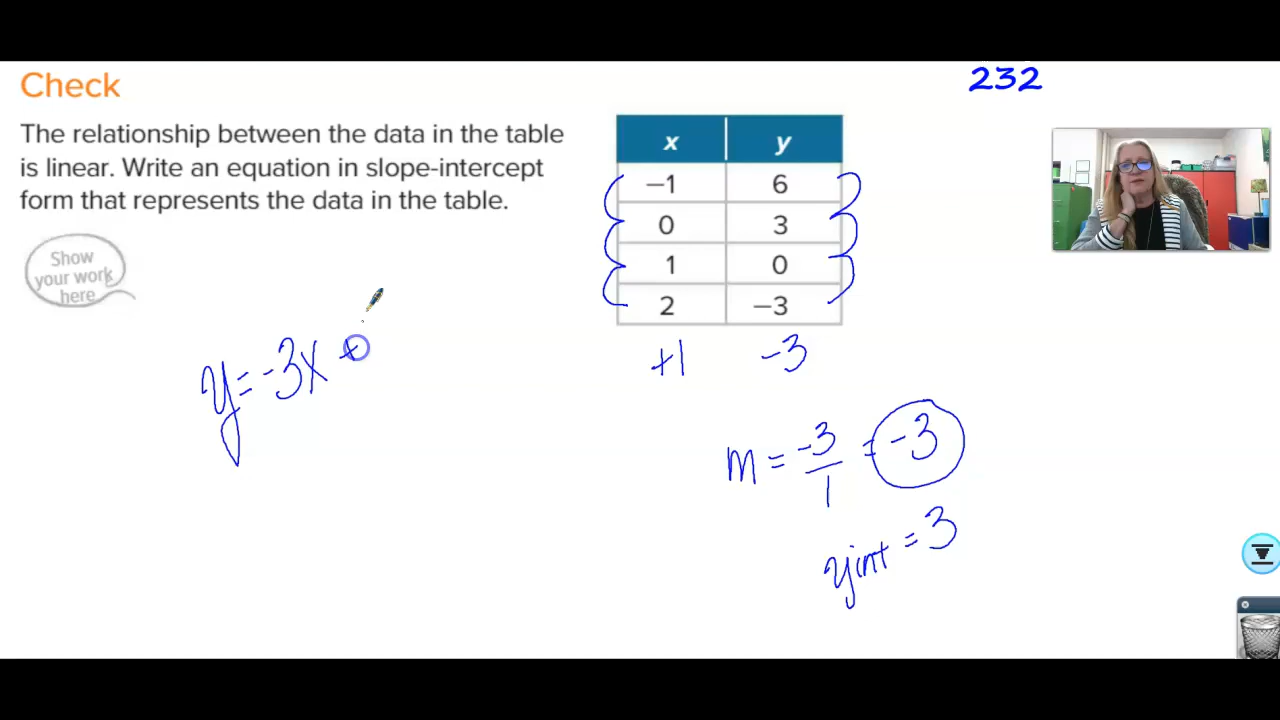 232
Check
The relationship between the data in the table
is linear. Write an equation in slope-intercept
form that represents the data in the table.
Show
your work
here
x y
−1 6
0 3
1 0
2 −3
+1 -3
y = -3x +
m = -3/1 = -3
yint = 3